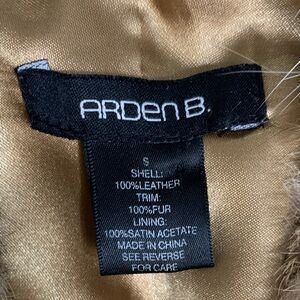 ARDEN B.
S
SHELL:
100%LEATHER
TRIM:
100%FUR
LINING:
100%SATIN ACETATE
MADE IN CHINA
SEE REVERSE
FOR CARE